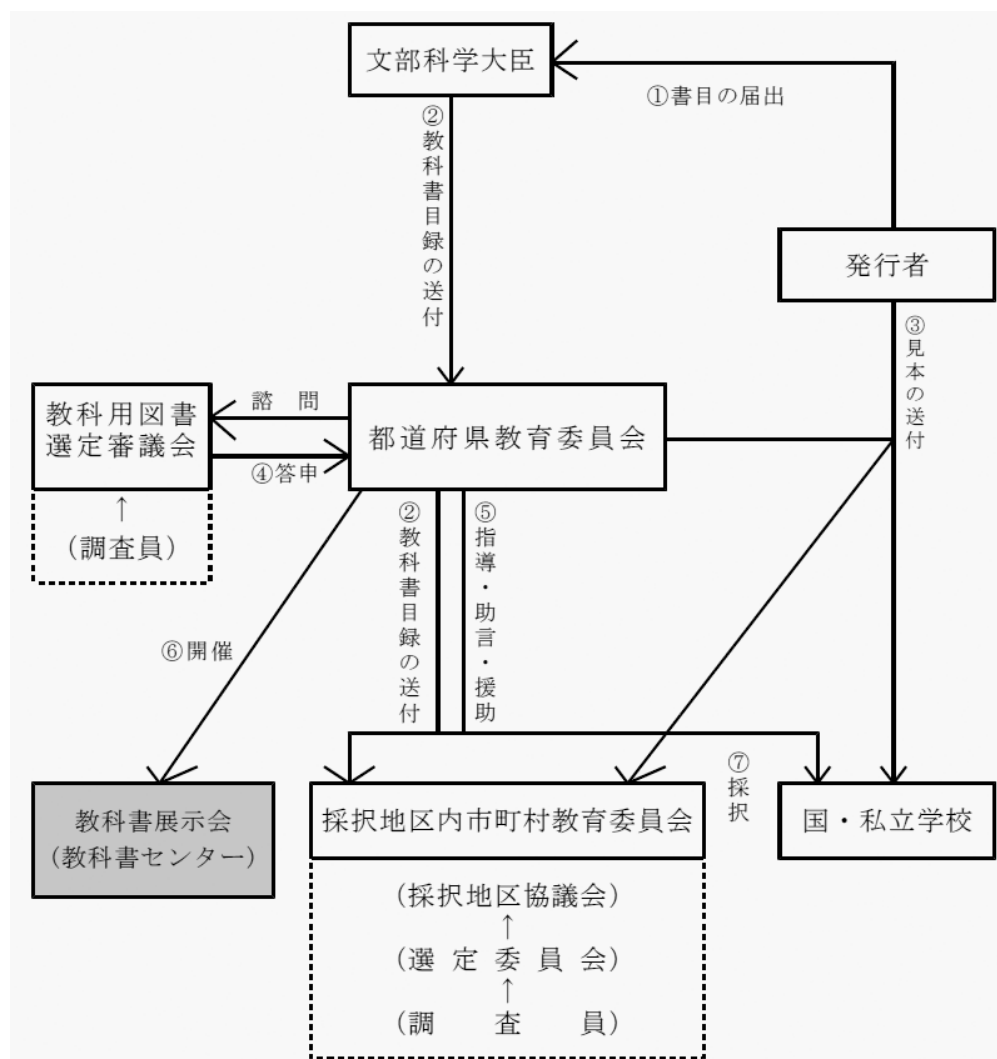 文部科学大臣
①書目の届出
②教科書目録の送付
発行者
③見本の送付
教科用図書
選定審議会
諮問
④答申
↑
(調査員)
都道府県教育委員会
②教科書目録の送付
⑤指導・助言・援助
⑥開催
⑦採択
教科書展示会
(教科書センター)
採択地区内市町村教育委員会
国・私立学校
(採択地区協議会)
↑
(選定委員会)
↑
(調査員)